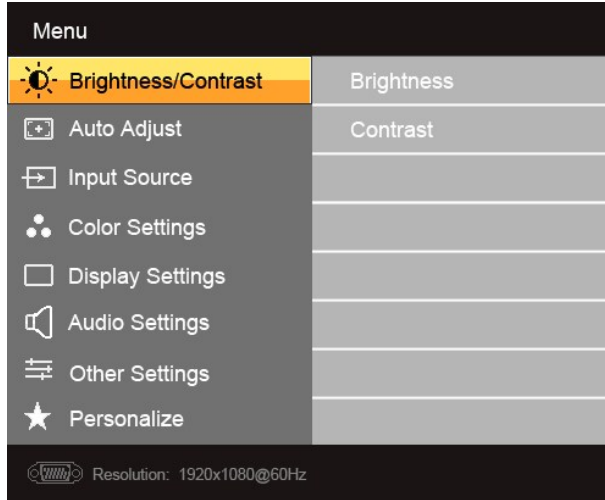 Menu
Brightness/Contrast
Brightness
Auto Adjust
Contrast
Input Source
Color Settings
Display Settings
Audio Settings
Other Settings
Personalize
Resolution: 1920x1080@60Hz